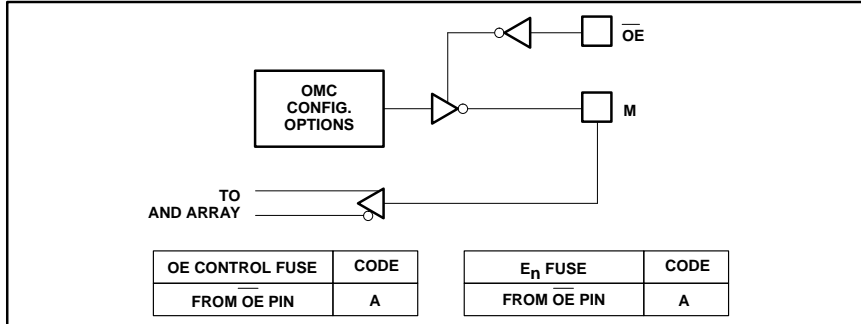 OE
OMC
CONFIG.
OPTIONS
M
TO
AND ARRAY
OE CONTROL FUSE CODE
FROM OE PIN A
En FUSE CODE
FROM OE PIN A